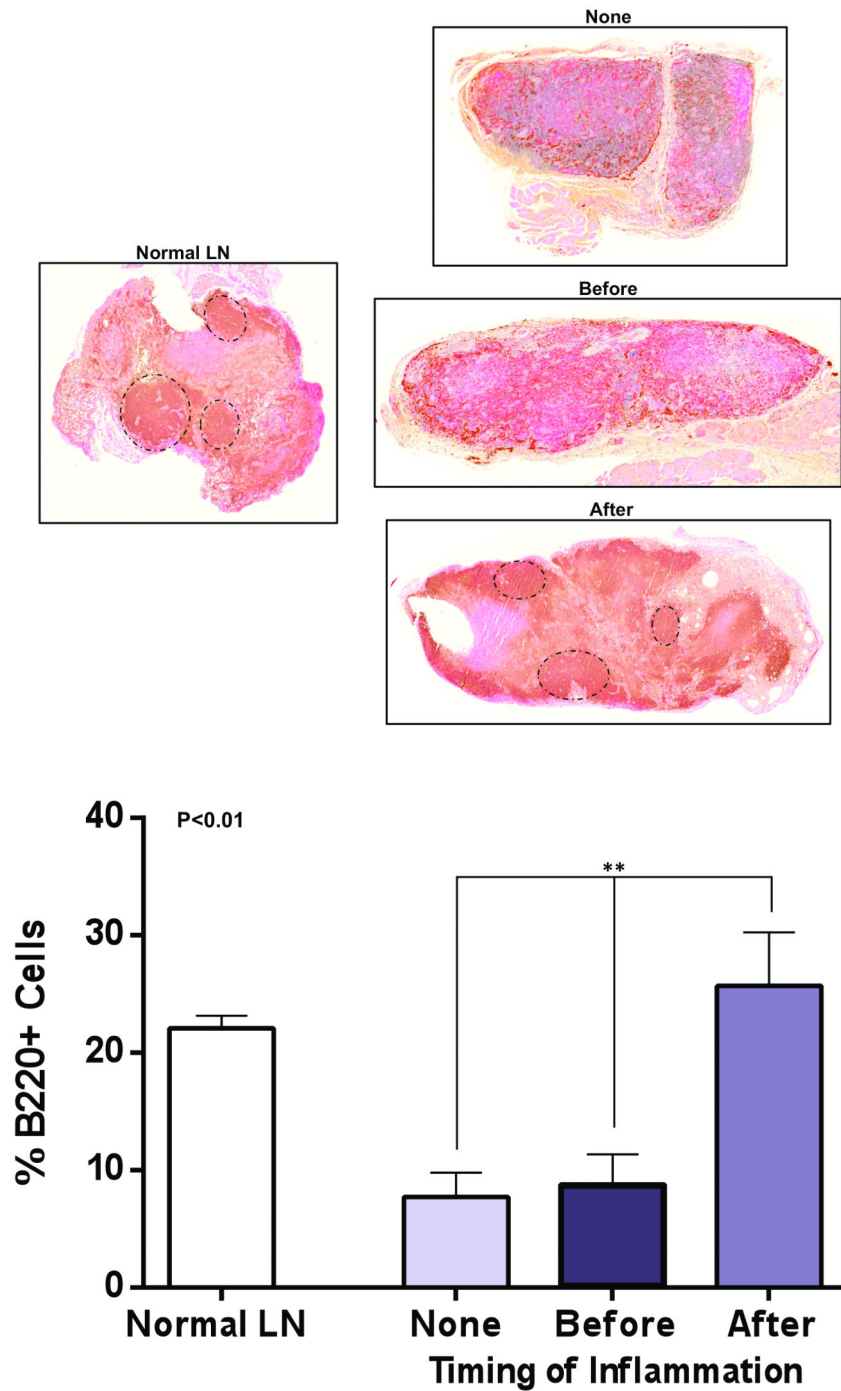 None
Normal LN
Before
After
P<0.01
**
% B220+ Cells
40
30
20
10
0
Normal LN None Before After
Timing of Inflammation